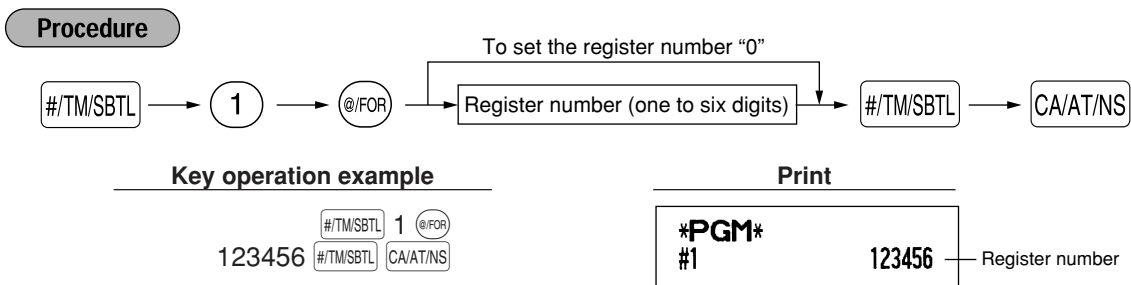 Procedure
To set the register number “0”
#/TM/SBTL 1 @/FOR Register number (one to six digits) #/TM/SBTL CA/AT/NS
Key operation example
#/TM/SBTL 1 @/FOR
123456 #/TM/SBTL CA/AT/NS
Print
*PGM*
#1 123456 Register number